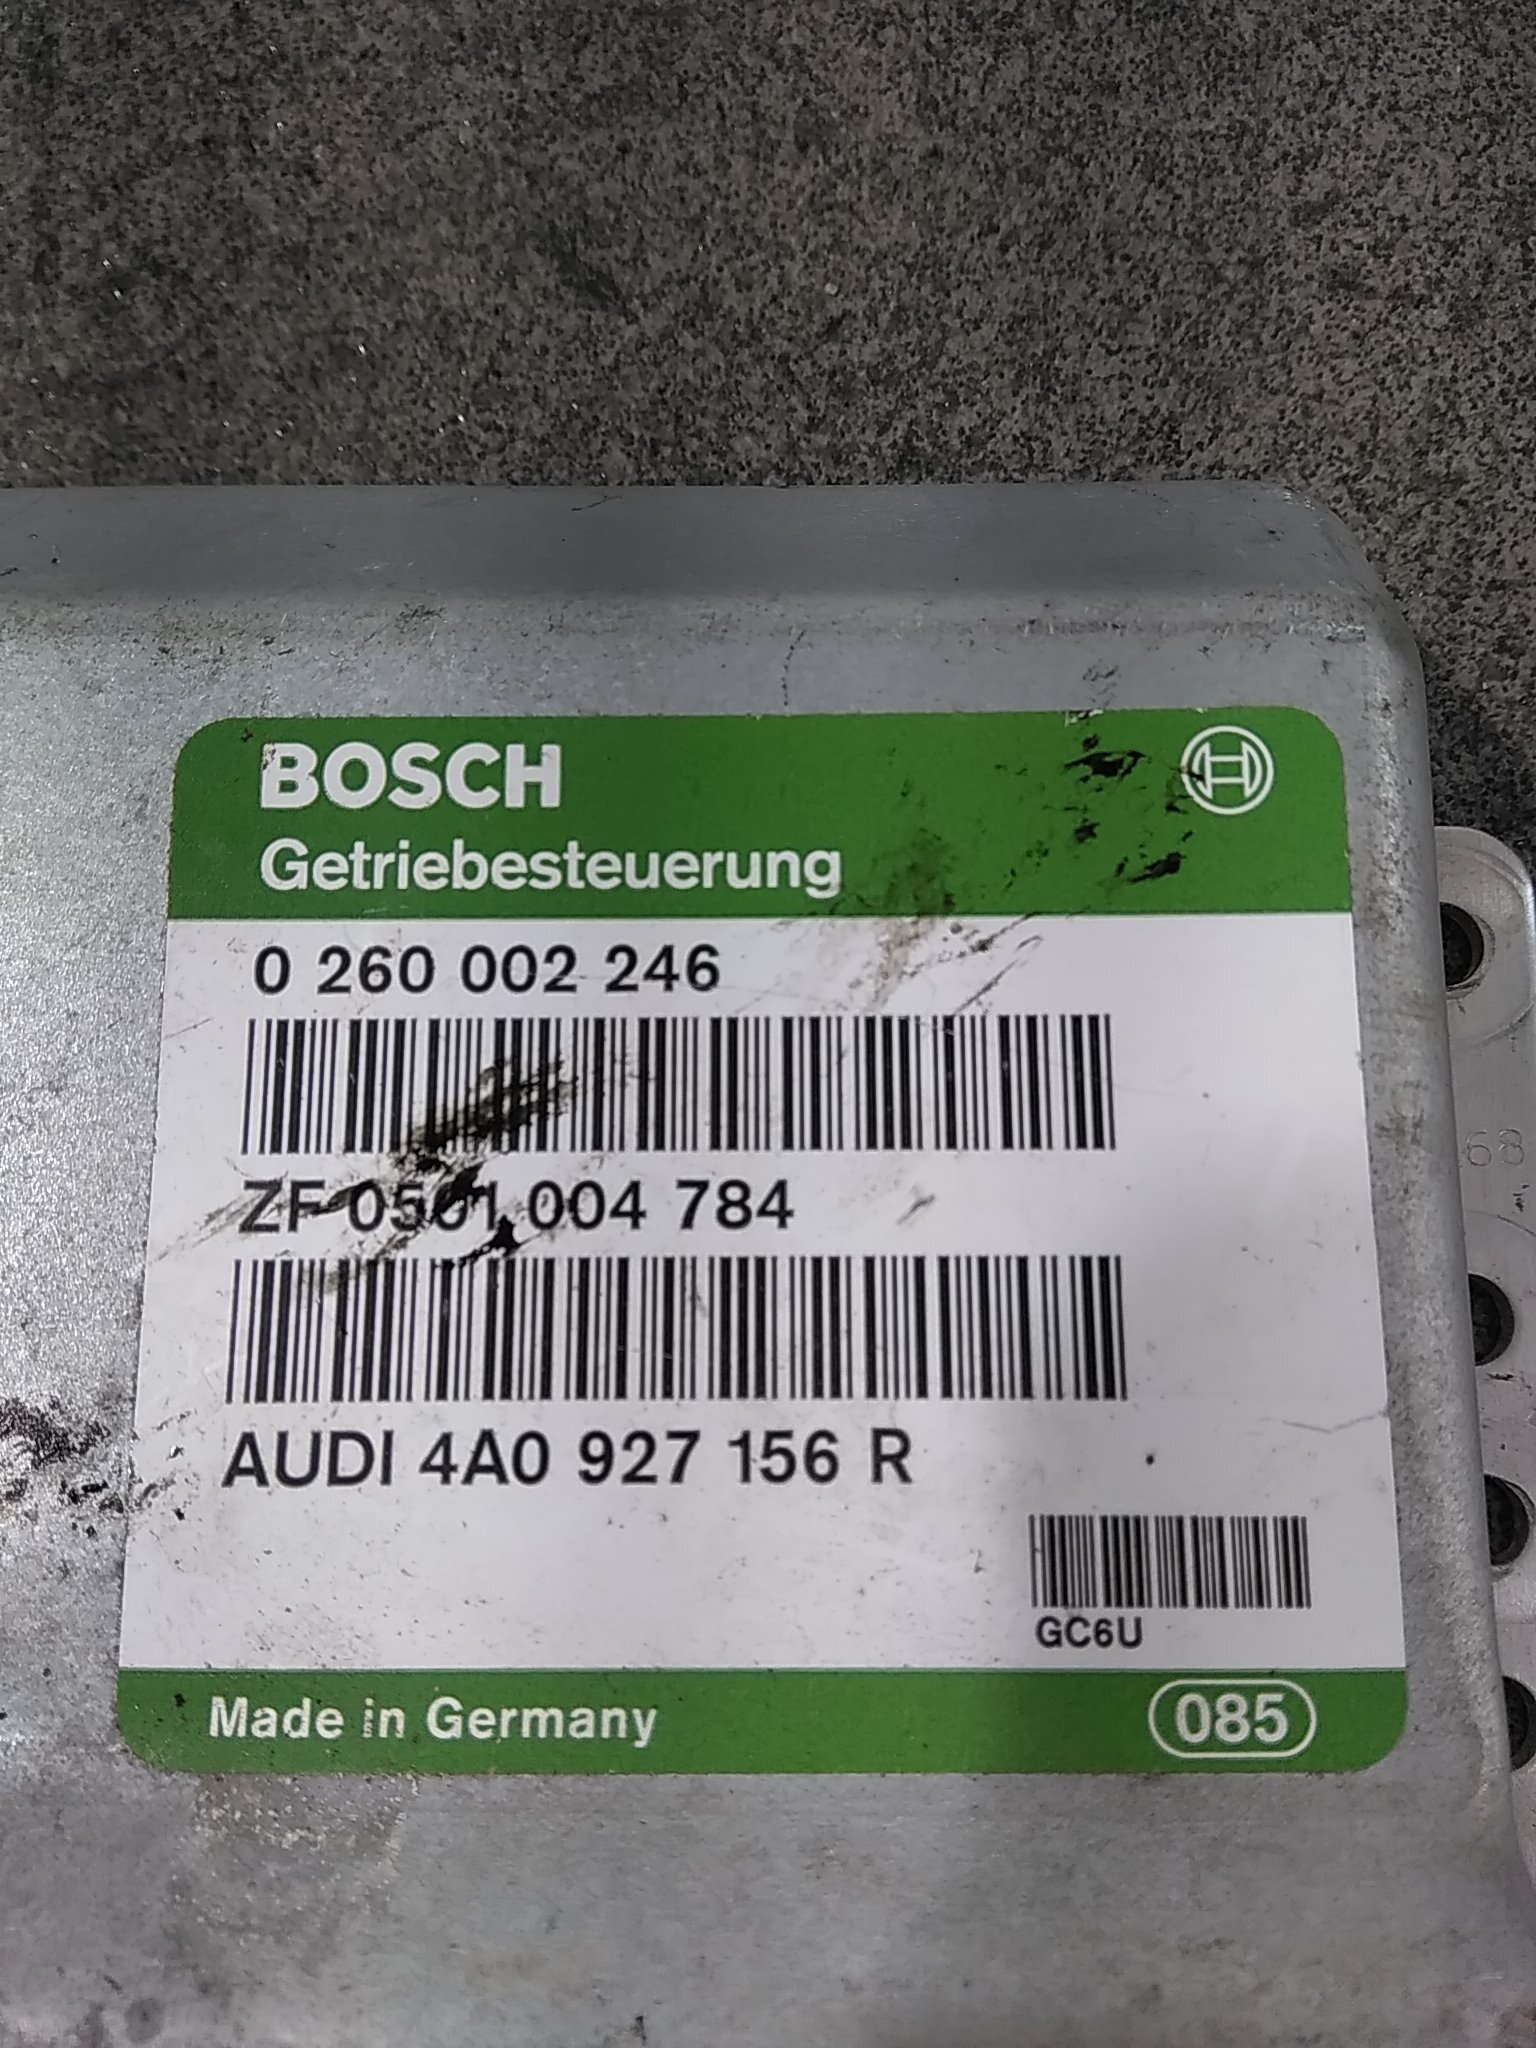 BOSCH
Getriebesteuerung
0 260 002 246
ZF 0501 004 784
AUDI 4A0 927 156 R
GC6U
Made in Germany
085
68